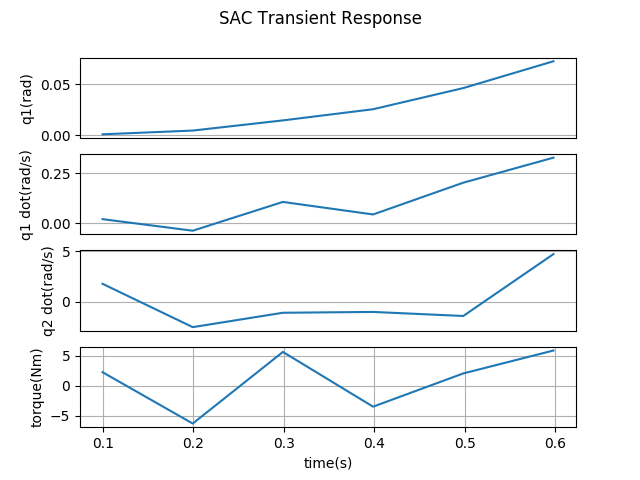 SAC Transient Response
q1(rad)
0.05
0.00
q1 dot(rad/s)
0.25
0.00
q2 dot(rad/s)
5
0
torque(Nm)
5
0
−5
0.1 0.2 0.3 0.4 0.5 0.6
time(s)